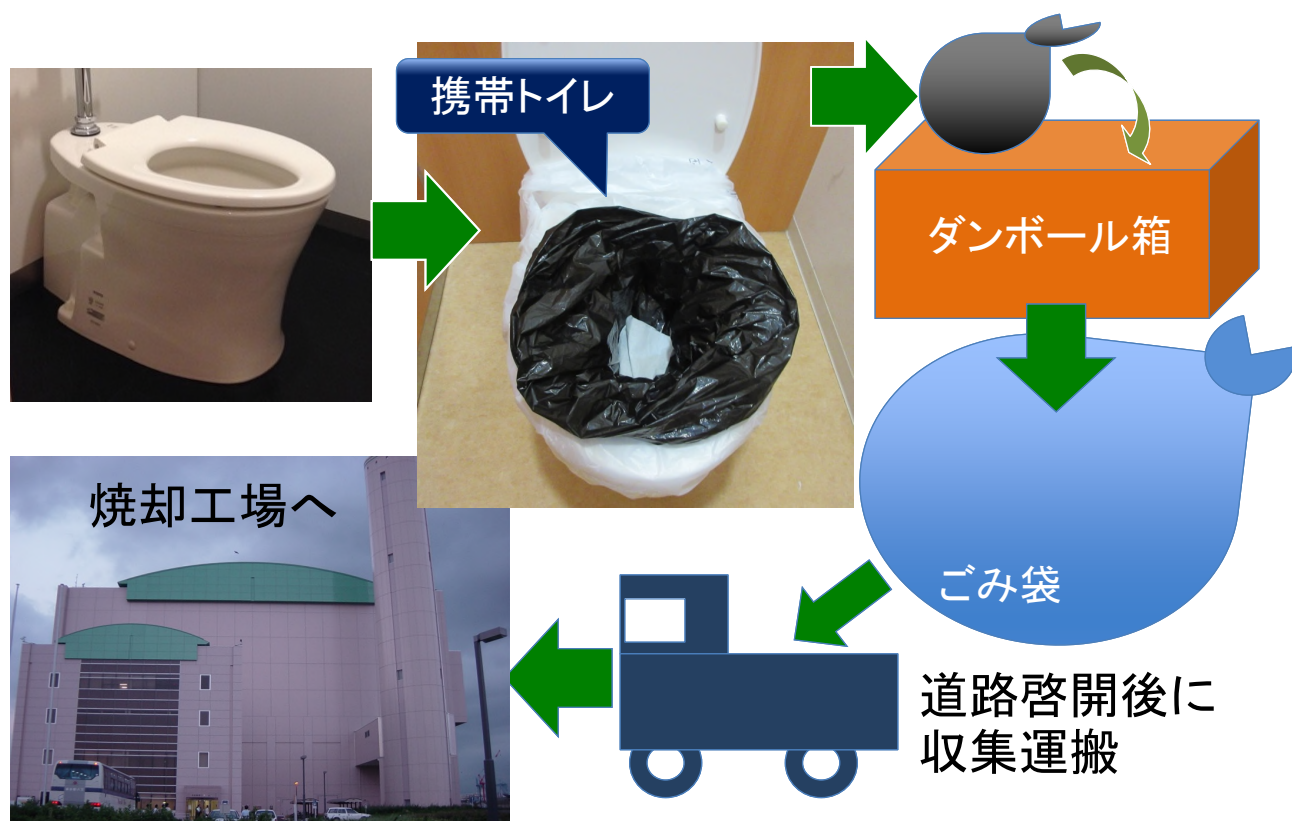 携帯トイレ
ダンボール箱
ごみ袋
道路啓開後に
収集運搬
焼却工場へ